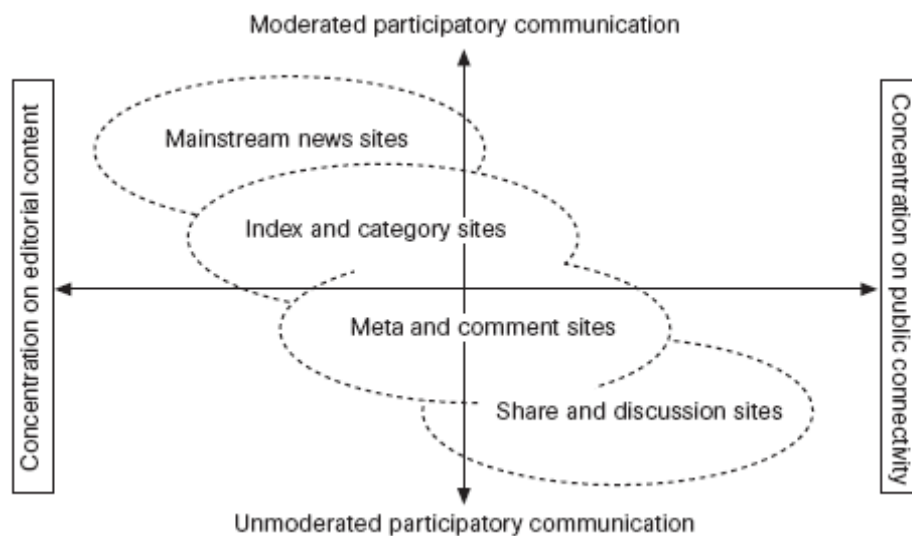 Moderated participatory communication
Concentration on editorial content
Mainstream news sites
Index and category sites
Meta and comment sites
Share and discussion sites
Concentration on public connectivity
Unmoderated participatory communication